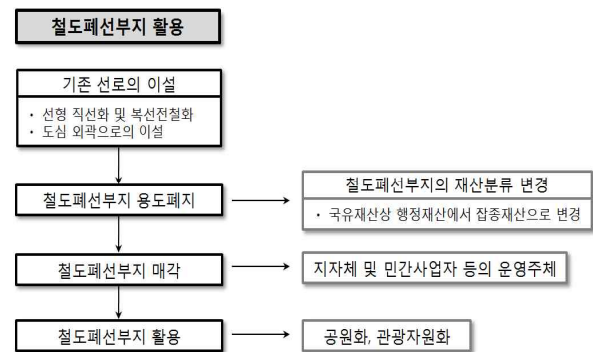 철도폐선부지 활용
기존 선로의 이설
• 선형 직선화 및 복선전철화
• 도심 외곽으로의 이설
철도폐선부지 용도폐지
철도폐선부지의 재산분류 변경
• 국유재산상 행정재산에서 잡종재산으로 변경
철도폐선부지 매각
지자체 및 민간사업자 등의 운영주체
철도폐선부지 활용
공원화, 관광자원화